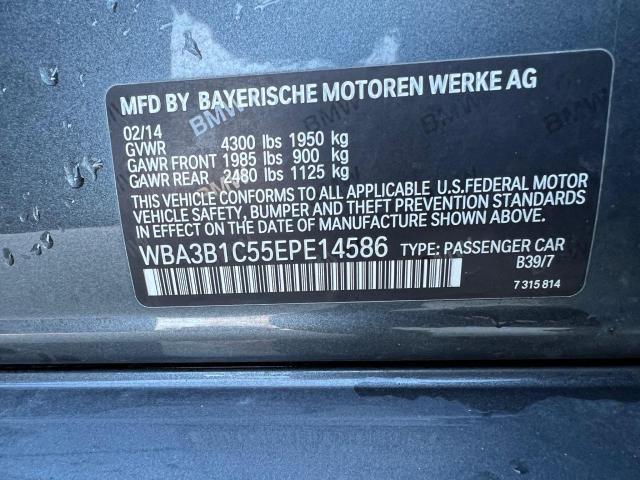 MFD BY BAYERISCHE MOTOREN WERKE AG
02/14
GVWR 4300 lbs 1950 kg
GAWR FRONT 1985 lbs 900 kg
GAWR REAR 2480 lbs 1125 kg
THIS VEHICLE CONFORMS TO ALL APPLICABLE U.S.FEDERAL MOTOR
VEHICLE SAFETY, BUMPER AND THEFT PREVENTION STANDARDS
IN EFFECT ON THE DATE OF MANUFACTURE SHOWN ABOVE.
WBA3B1C55EPE14586 TYPE: PASSENGER CAR
B39/7
7 315 814